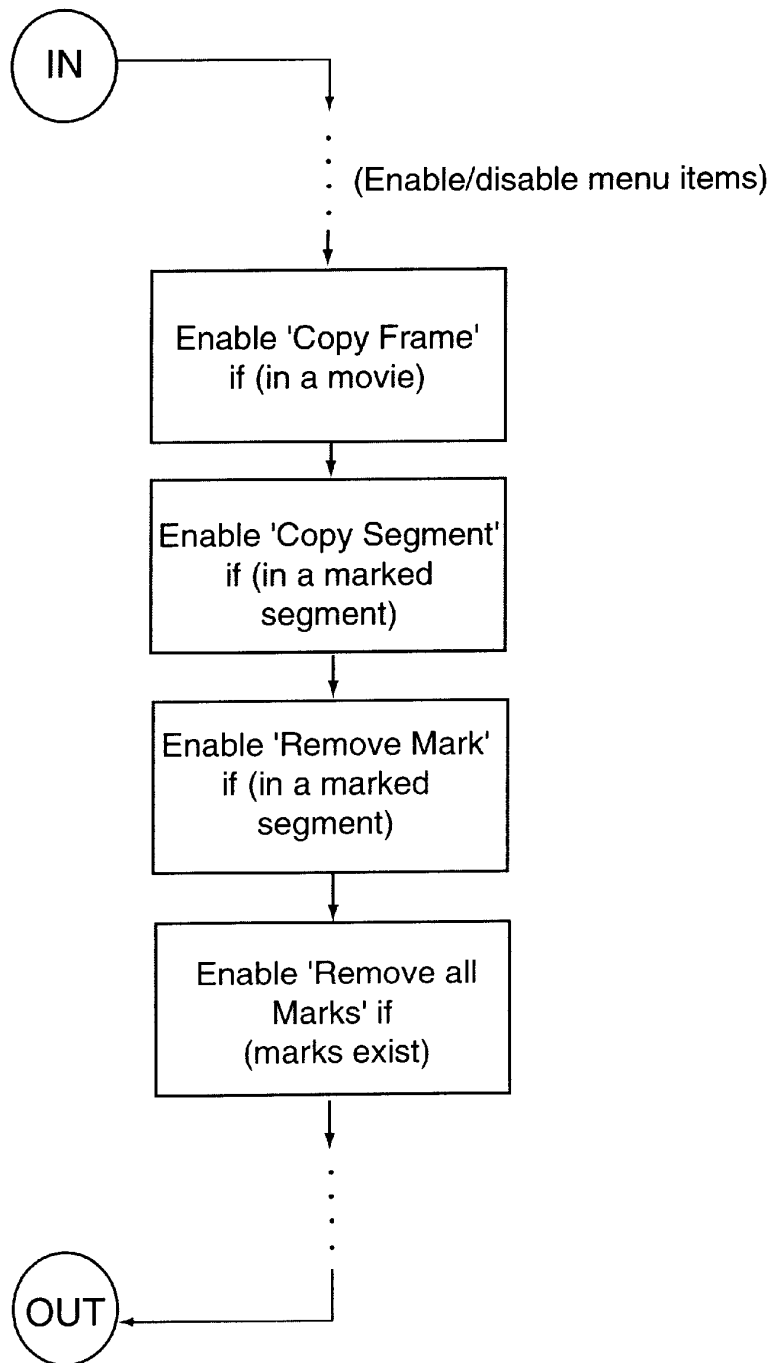 IN
(Enable/disable menu items)
Enable 'Copy Frame'
if (in a movie)
Enable 'Copy Segment'
if (in a marked
segment)
Enable 'Remove Mark'
if (in a marked
segment)
Enable 'Remove all
Marks' if
(marks exist)
OUT